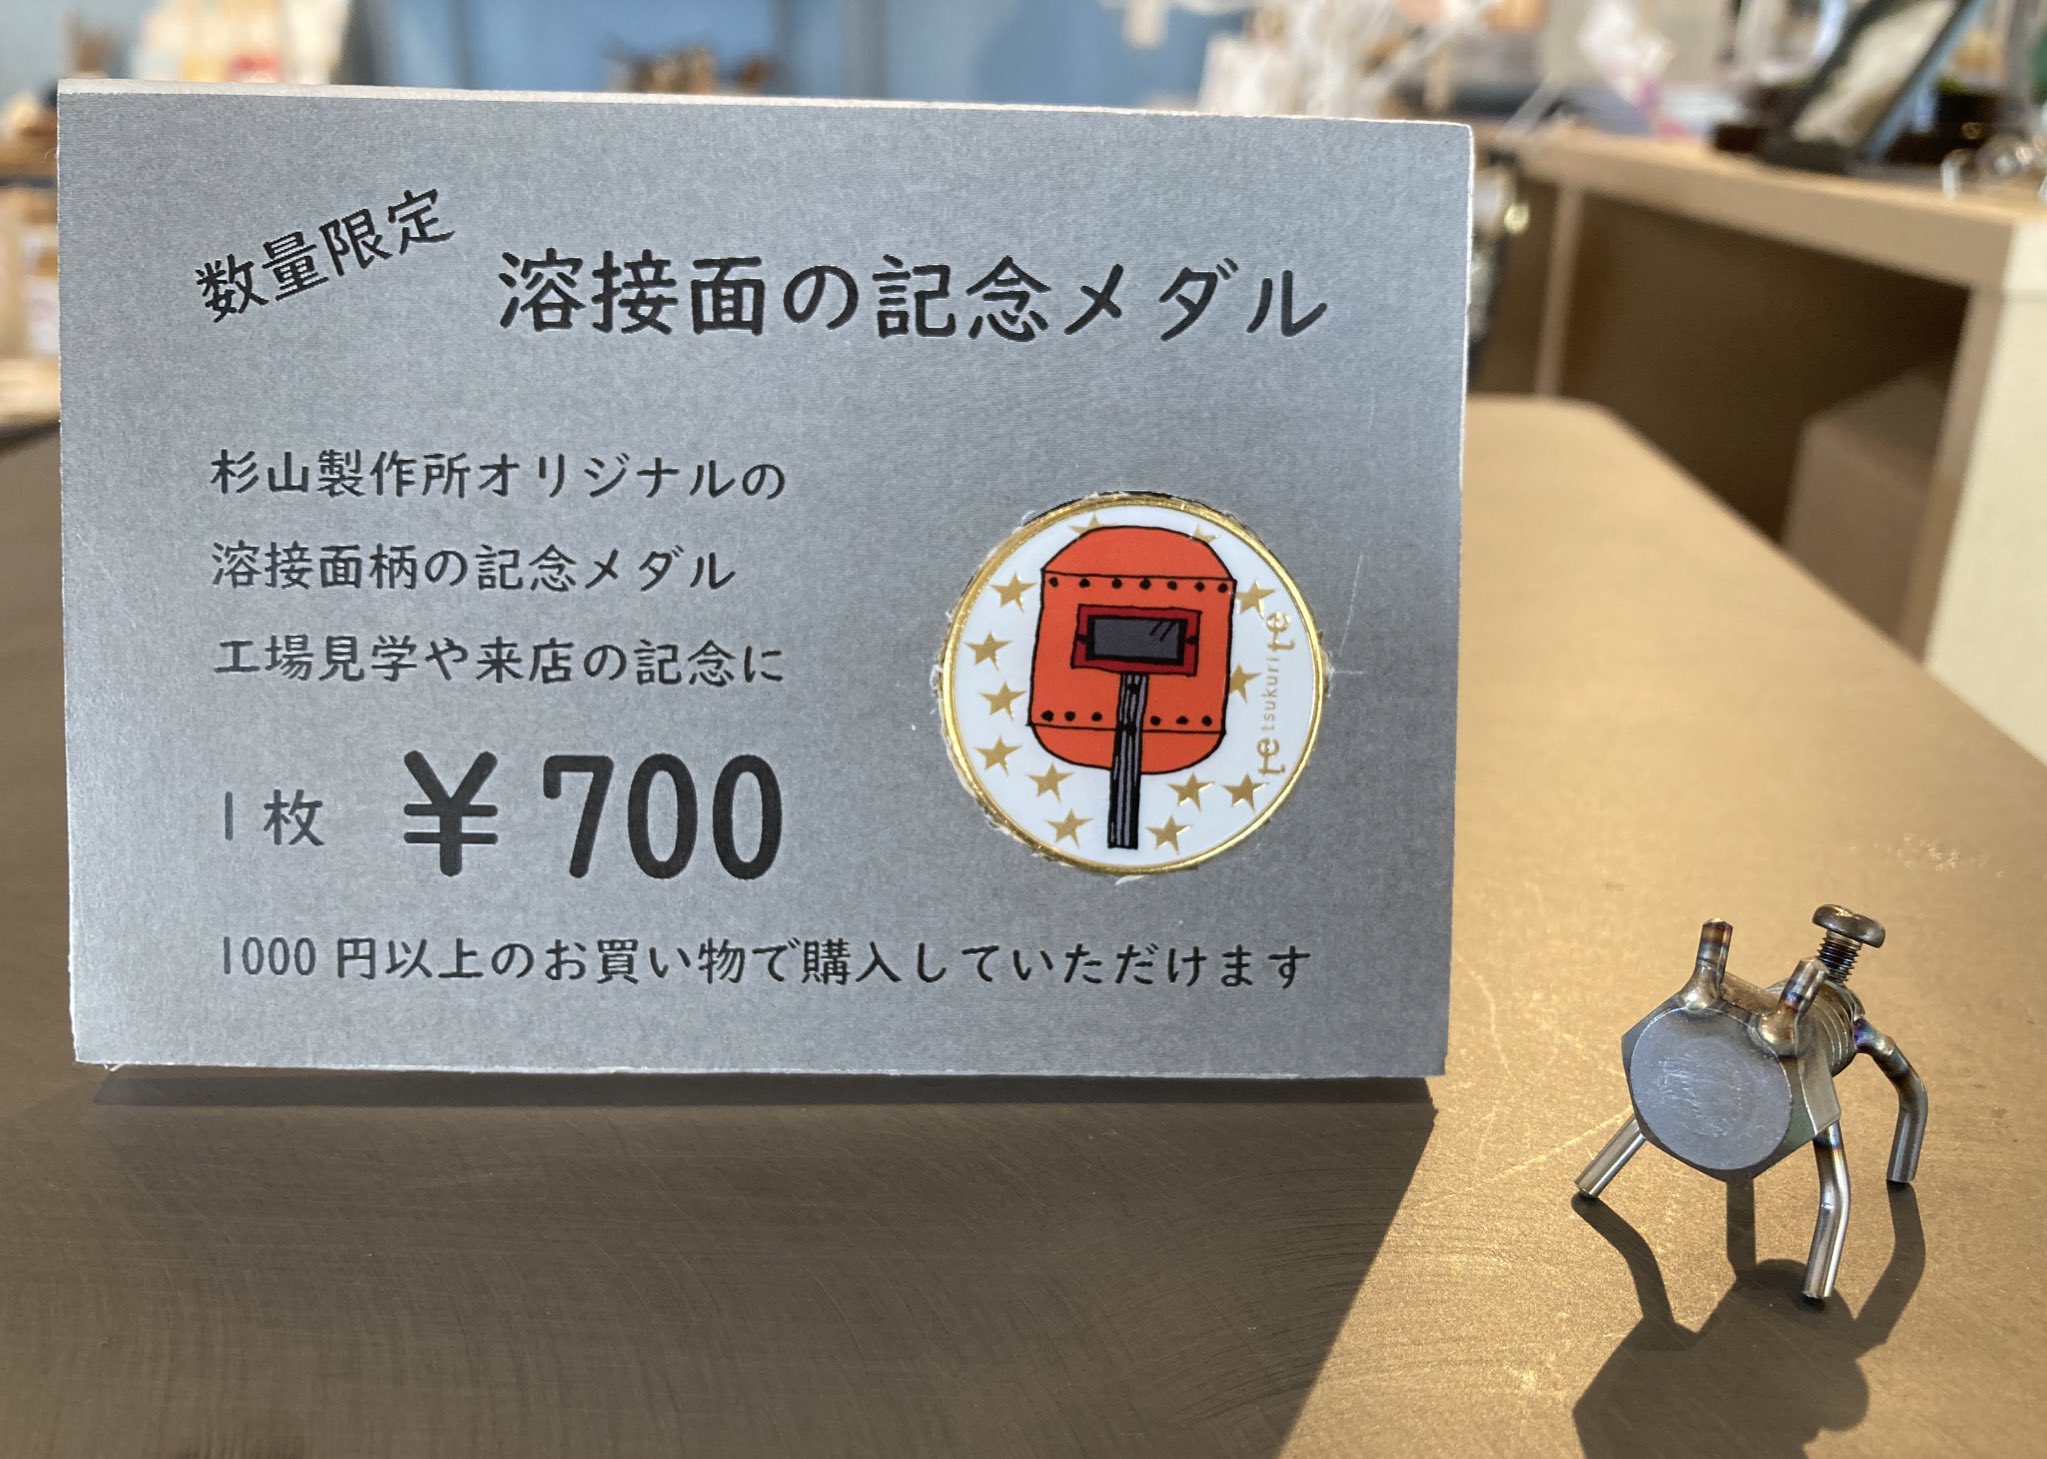 数量限定
溶接面の記念メダル
杉山製作所オリジナルの
溶接面柄の記念メダル
工場見学や来店の記念に
1枚 ¥700
1000円以上のお買い物で購入していただけます
te tsukuri te